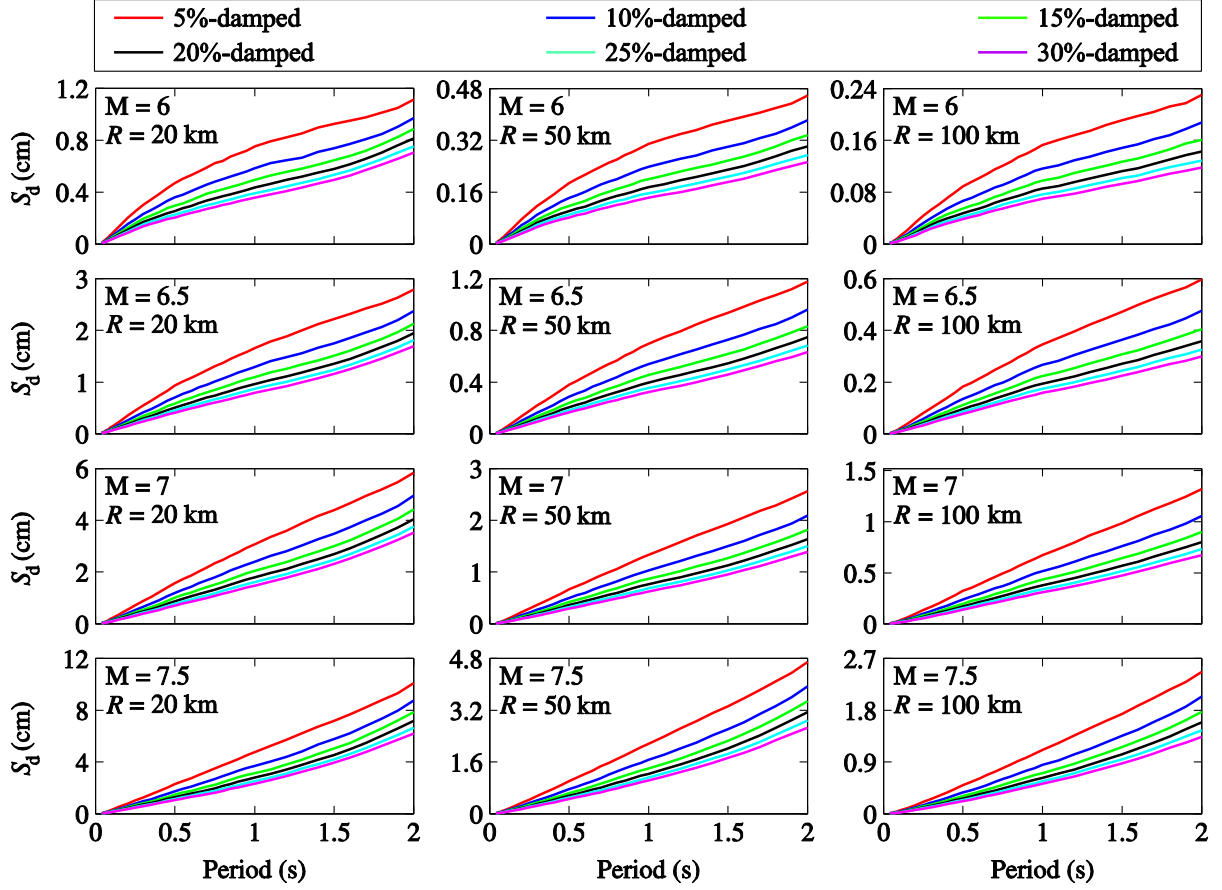 5%-damped 10%-damped 15%-damped
20%-damped 25%-damped 30%-damped
1.2 0.48 0.24
M = 6 M = 6 M = 6
R = 20 km R = 50 km R = 100 km
0.8 0.32 0.16
Sd (cm)
0.4 0.16 0.08
0 0 0
3 1.2 0.6
M = 6.5 M = 6.5 M = 6.5
R = 20 km R = 50 km R = 100 km
2 0.8 0.4
Sd (cm)
1 0.4 0.2
0 0 0
6 3 1.5
M = 7 M = 7 M = 7
R = 20 km R = 50 km R = 100 km
4 2 1
Sd (cm)
2 1 0.5
0 0 0
12 4.8 2.7
M = 7.5 M = 7.5 M = 7.5
R = 20 km R = 50 km R = 100 km
8 3.2 1.8
Sd (cm)
4 1.6 0.9
0 0 0
0 0.5 1 1.5 2 0 0.5 1 1.5 2 0 0.5 1 1.5 2
Period (s) Period (s) Period (s)